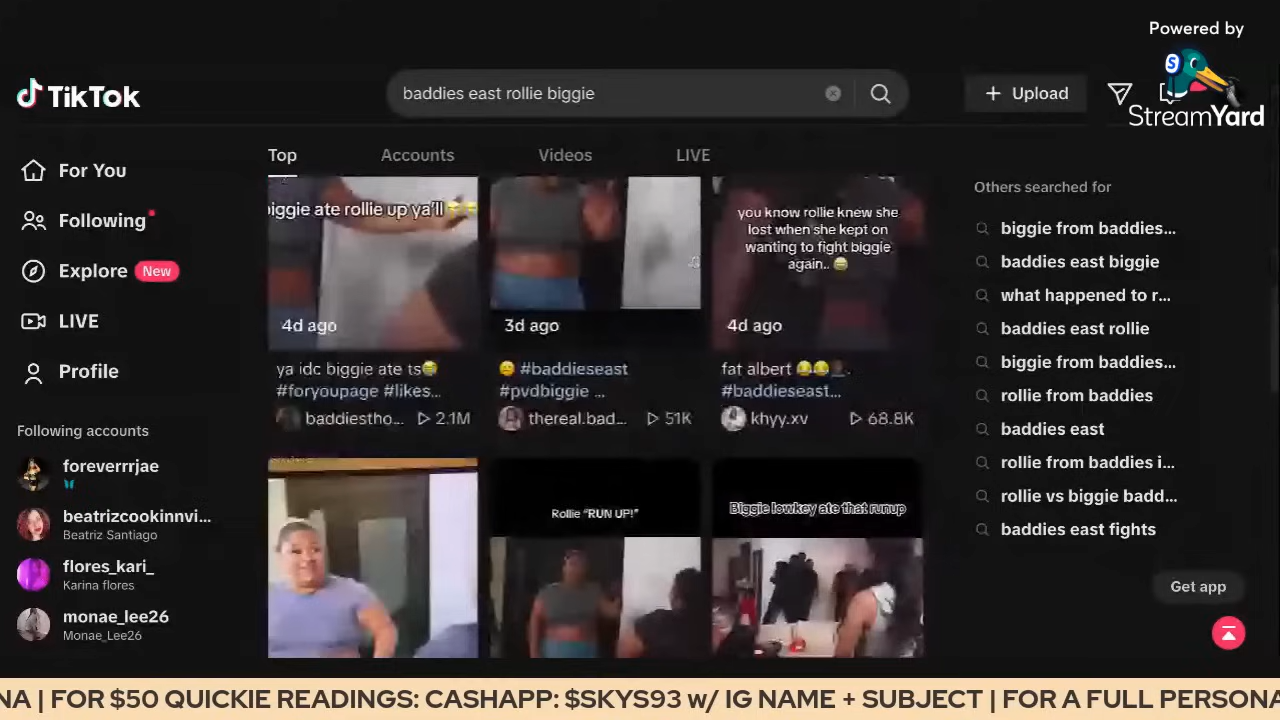 Powered by
StreamYard
TikTok
baddies east rollie biggie
Upload
For You
Following
Explore New
LIVE
Profile
Following accounts
foreverrrjae
beatrizcookinnvi...
Beatriz Santiago
flores_kari_
Karina flores
monae_lee26
Monae_Lee26
Top Accounts Videos LIVE
biggie ate rollie up ya'll😂😂
4d ago
ya idc biggie ate ts😂
#foryoupage #likes...
baddiestho... 2.1M
3d ago
😕 #baddieseast
#pvdbiggie ...
thereal.bad... 51K
you know rollie knew she
lost when she kept on
wanting to fight biggie
again.. 😂
4d ago
fat albert 😂😂🤦🏿.
#baddieseast...
khyy.xv 68.8K
Rollie "RUN UP!"
Biggie lowkey ate that runup
Others searched for
biggie from baddies...
baddies east biggie
what happened to r...
baddies east rollie
biggie from baddies...
rollie from baddies
baddies east
rollie from baddies i...
rollie vs biggie badd...
baddies east fights
Get app
NA | FOR $50 QUICKIE READINGS: CASHAPP: $SKYS93 w/ IG NAME + SUBJECT | FOR A FULL PERSONA